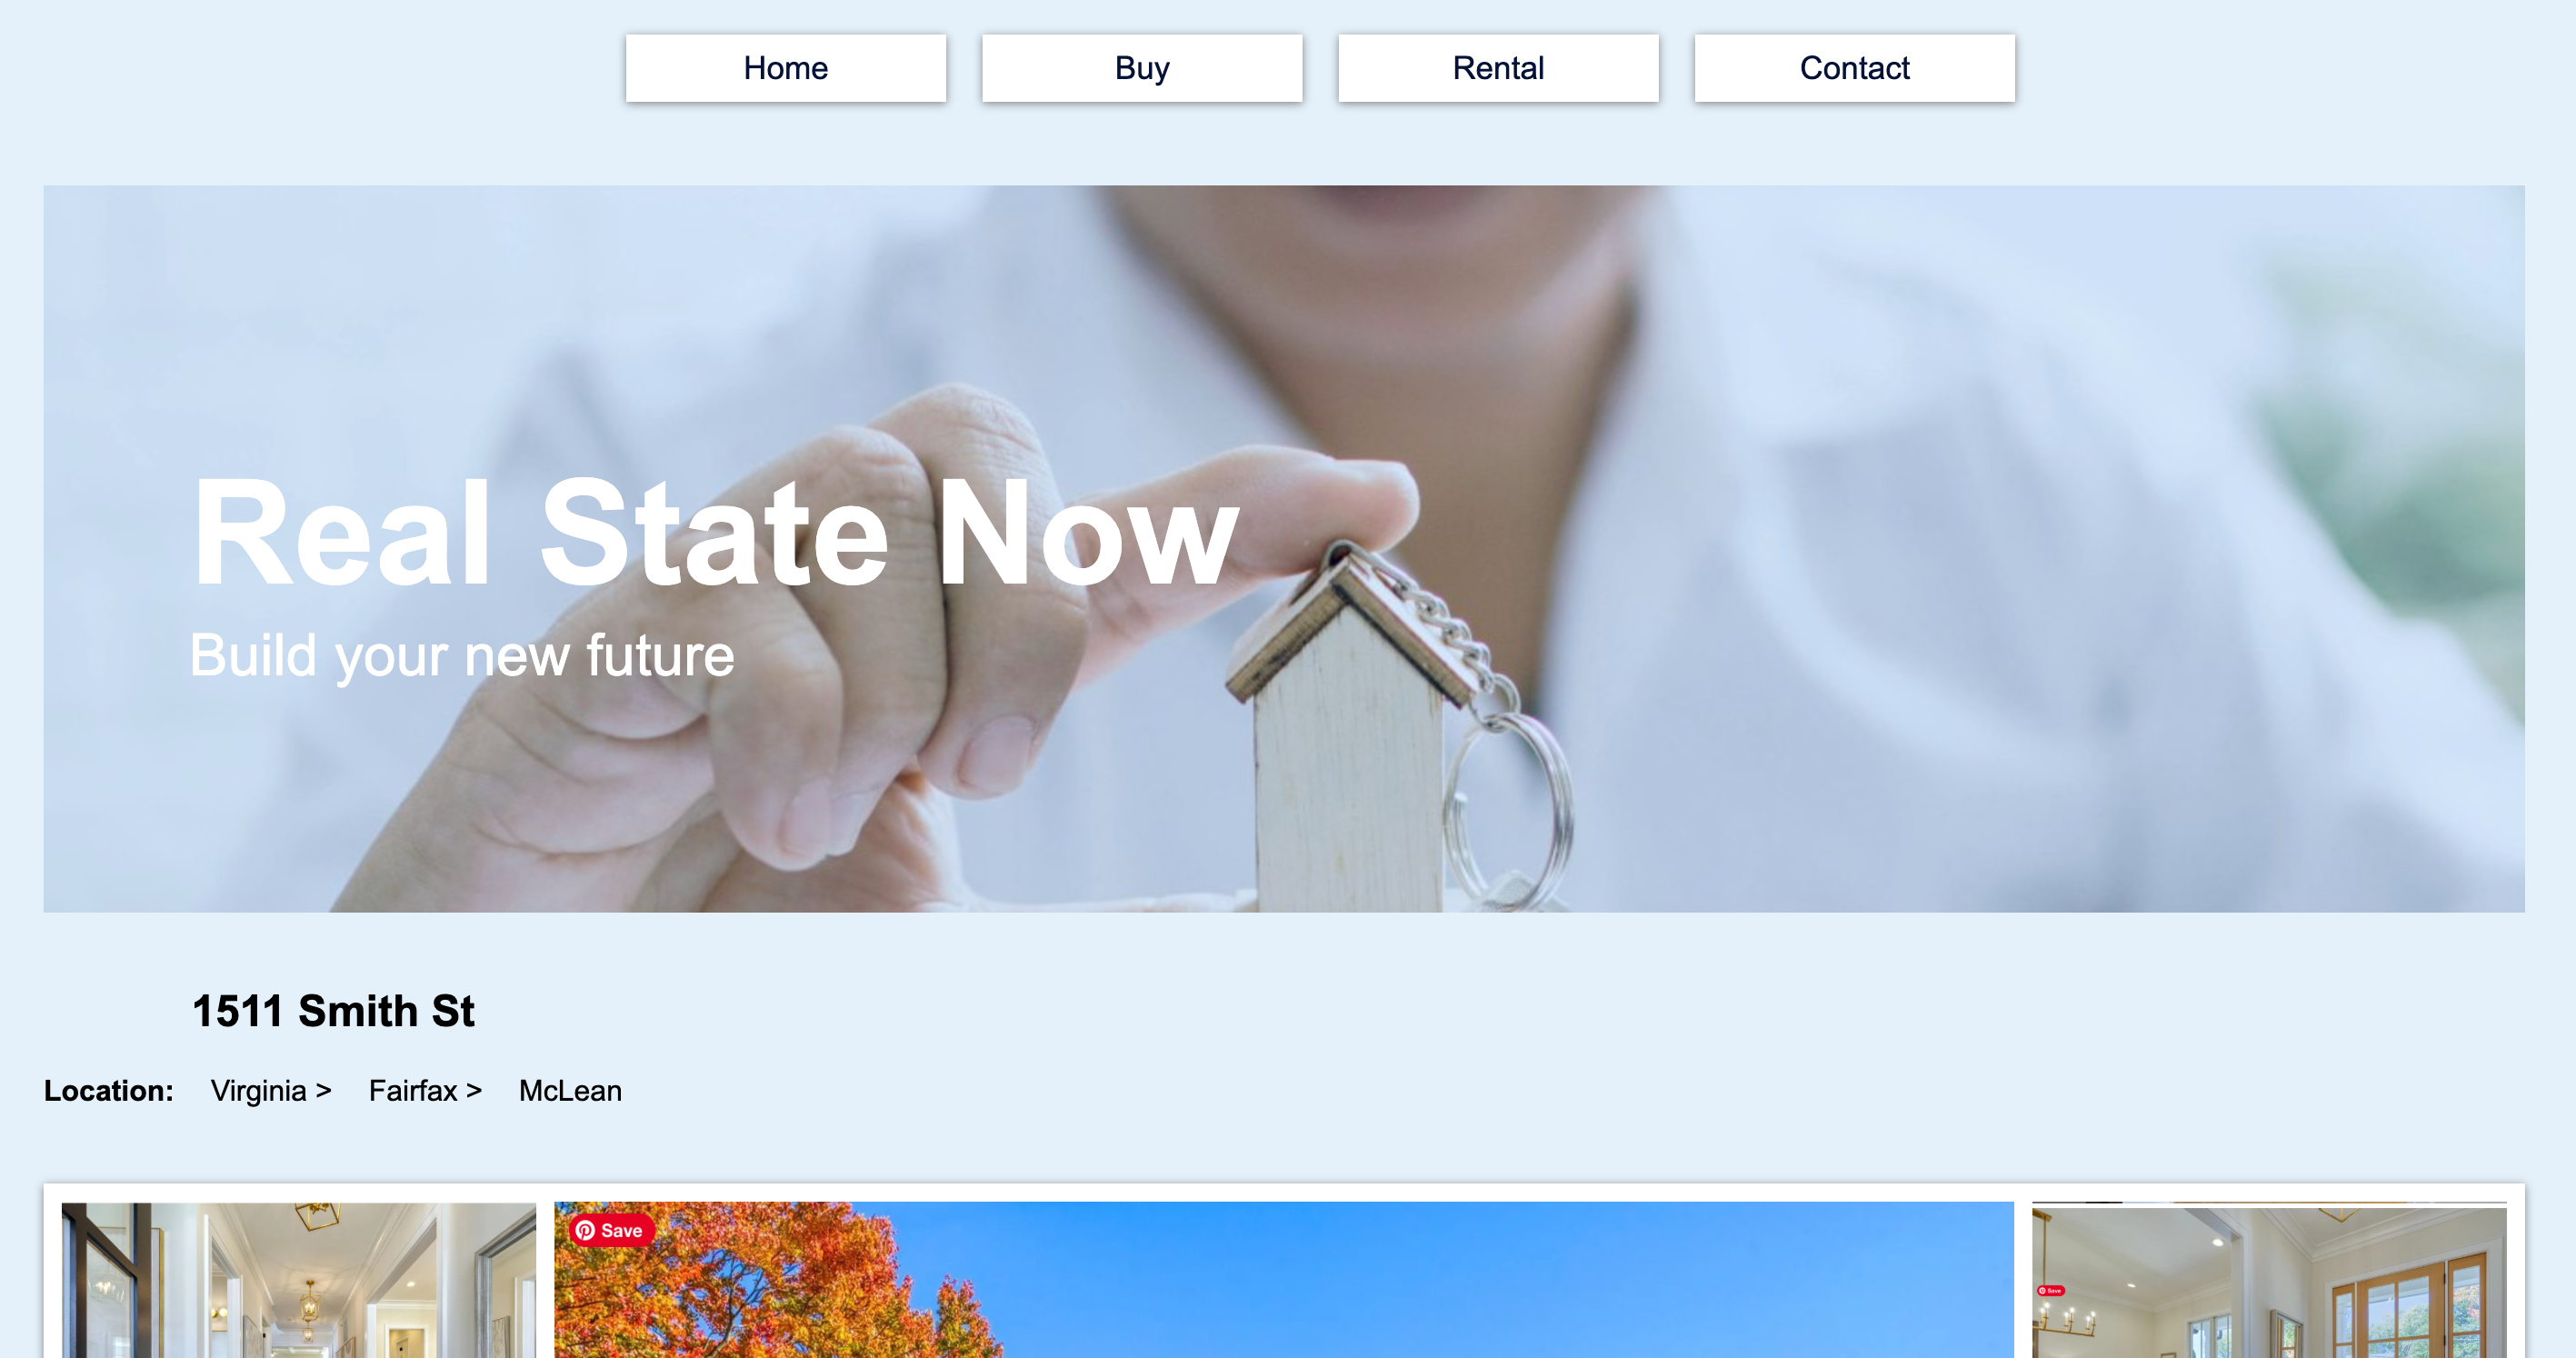 Home Buy Rental Contact
Real State Now
Build your new future
1511 Smith St
Location: Virginia > Fairfax > McLean
Save
Save